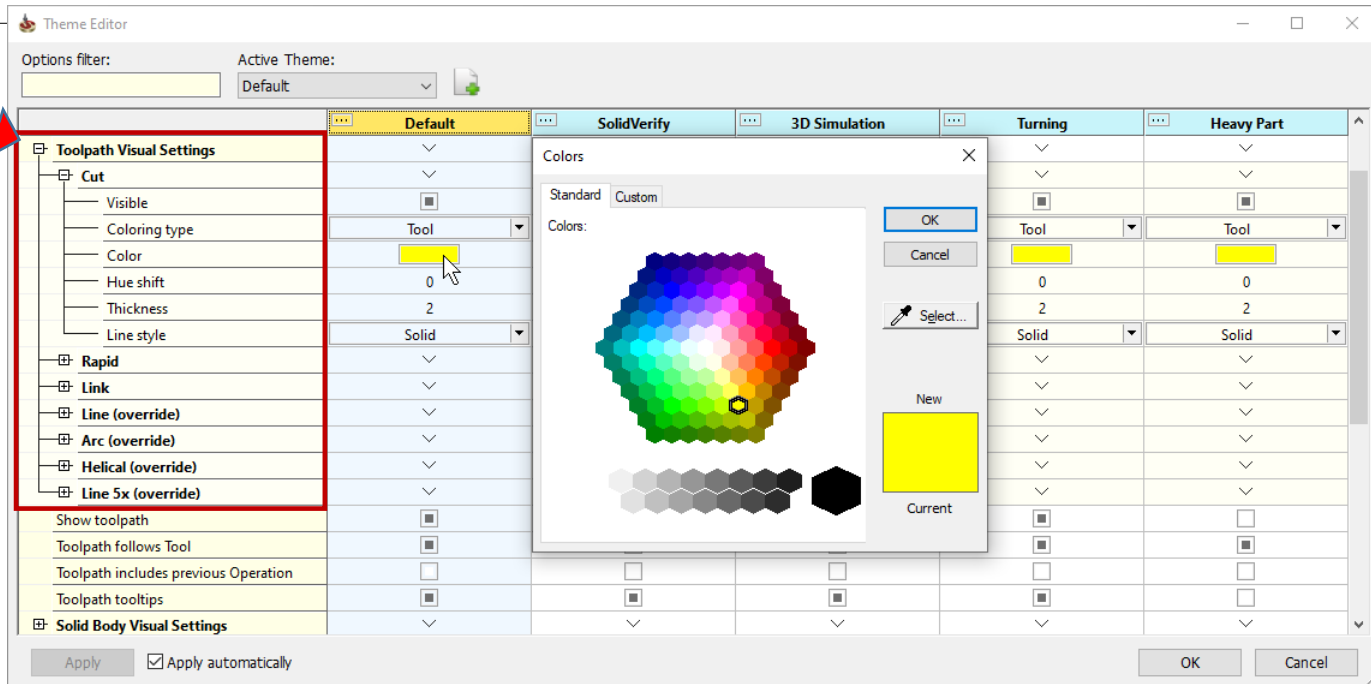 Theme Editor
Options filter: Active Theme:
Default
Default SolidVerify 3D Simulation Turning Heavy Part
Toolpath Visual Settings
Cut
Visible
Coloring type Tool Tool Tool
Color
Hue shift 0 0 0
Thickness 2 2 2
Line style Solid Solid Solid
Rapid
Link
Line (override)
Arc (override)
Helical (override)
Line 5x (override)
Show toolpath
Toolpath follows Tool
Toolpath includes previous Operation
Toolpath tooltips
Solid Body Visual Settings
Apply Apply automatically OK Cancel
Colors
Standard Custom
Colors:
OK
Cancel
Select...
New
Current